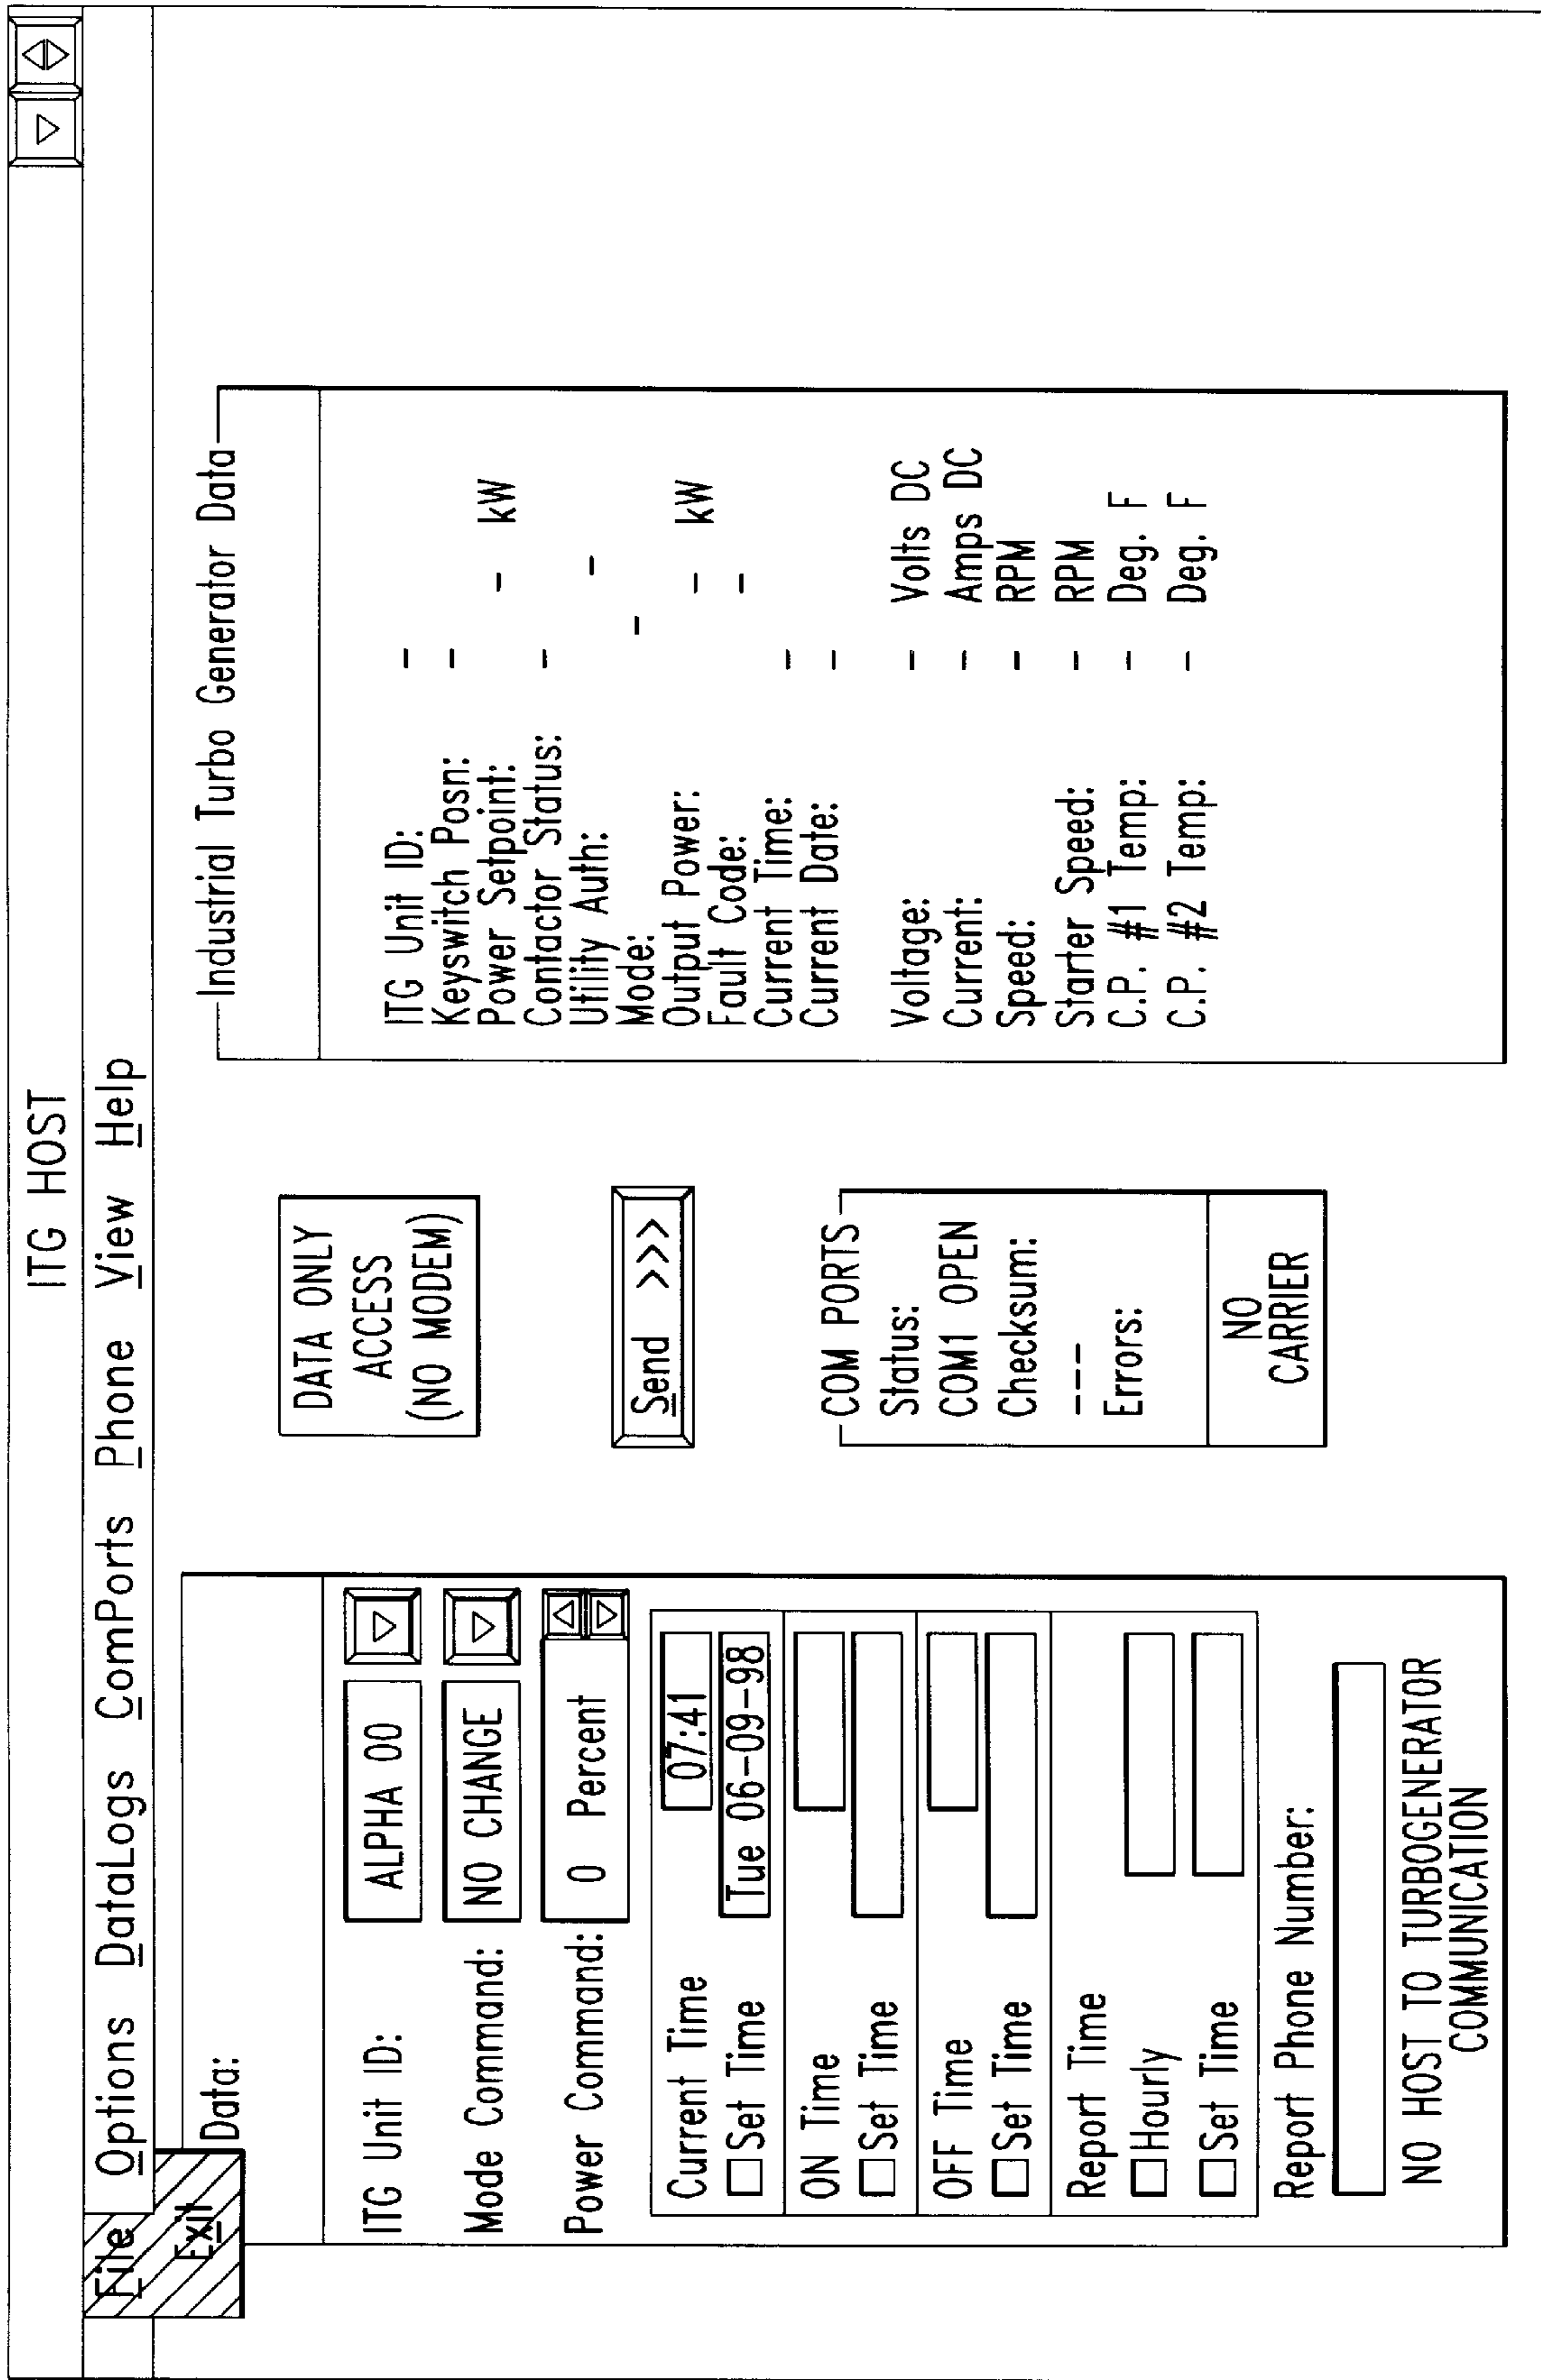 ITG HOST
File Options DataLogs ComPorts Phone View Help
Exit
Data:
ITG Unit ID: ALPHA 00
Mode Command: NO CHANGE
Power Command: 0 Percent
Current Time 07:41
Set Time Tue 06-09-98
ON Time
Set Time
OFF Time
Set Time
Report Time
Hourly
Set Time
Report Phone Number:
NO HOST TO TURBOGENERATOR
COMMUNICATION
DATA ONLY
ACCESS
(NO MODEM)
Send >>>
COM PORTS
Status:
COM1 OPEN
Checksum:
---
Errors:
NO
CARRIER
Industrial Turbo Generator Data
ITG Unit ID: -
Keyswitch Posn: -
Power Setpoint: - kW
Contactor Status: -
Utility Auth: -
Mode: -
Output Power: - kW
Fault Code: -
Current Time: -
Current Date: -
Voltage: - Volts DC
Current: - Amps DC
Speed: - RPM
Starter Speed: - RPM
C.P. #1 Temp: - Deg. F
C.P. #2 Temp: - Deg. F